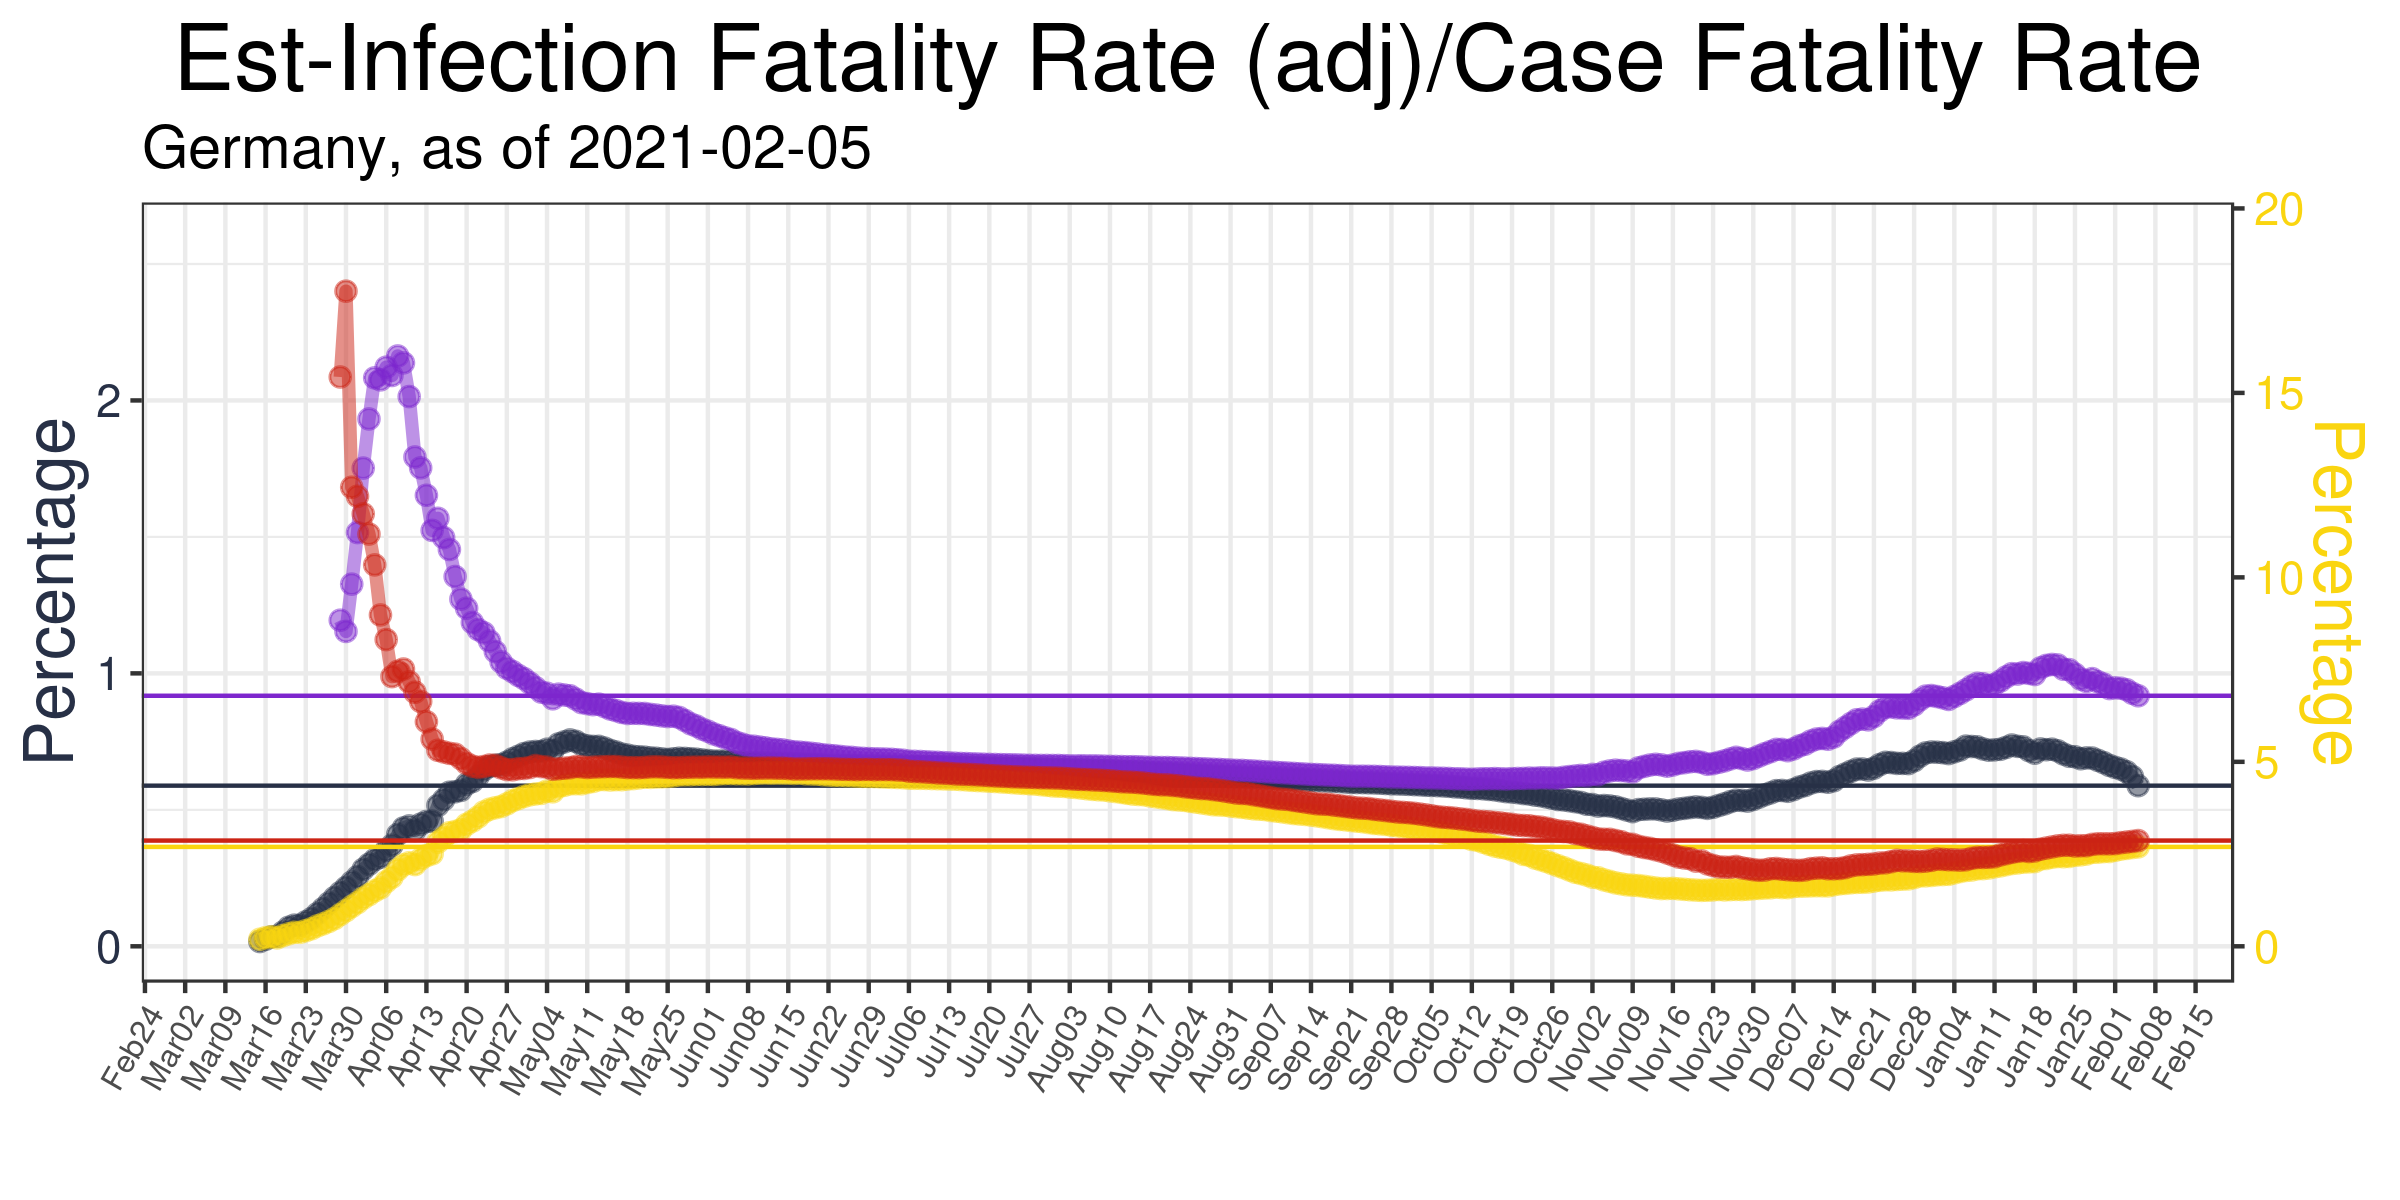 Est-Infection Fatality Rate (adj)/Case Fatality Rate
Germany, as of 2021-02-05
Percentage
2
1
0
20
15
10
5
0
Percentage
Feb24
Mar02
Mar09
Mar16
Mar23
Mar30
Apr06
Apr13
Apr20
Apr27
May04
May11
May18
May25
Jun01
Jun08
Jun15
Jun22
Jun29
Jul06
Jul13
Jul20
Jul27
Aug03
Aug10
Aug17
Aug24
Aug31
Sep07
Sep14
Sep21
Sep28
Oct05
Oct12
Oct19
Oct26
Nov02
Nov09
Nov16
Nov23
Nov30
Dec07
Dec14
Dec21
Dec28
Jan04
Jan11
Jan18
Jan25
Feb01
Feb08
Feb15